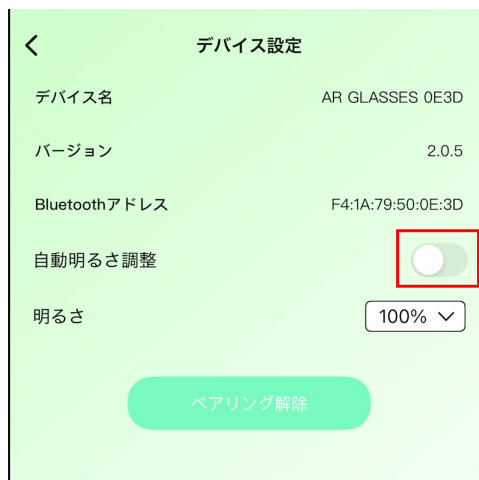 デバイス設定
デバイス名 AR GLASSES 0E3D
バージョン 2.0.5
Bluetoothアドレス F4:1A:79:50:0E:3D
自動明るさ調整
明るさ 100%
ペアリング解除